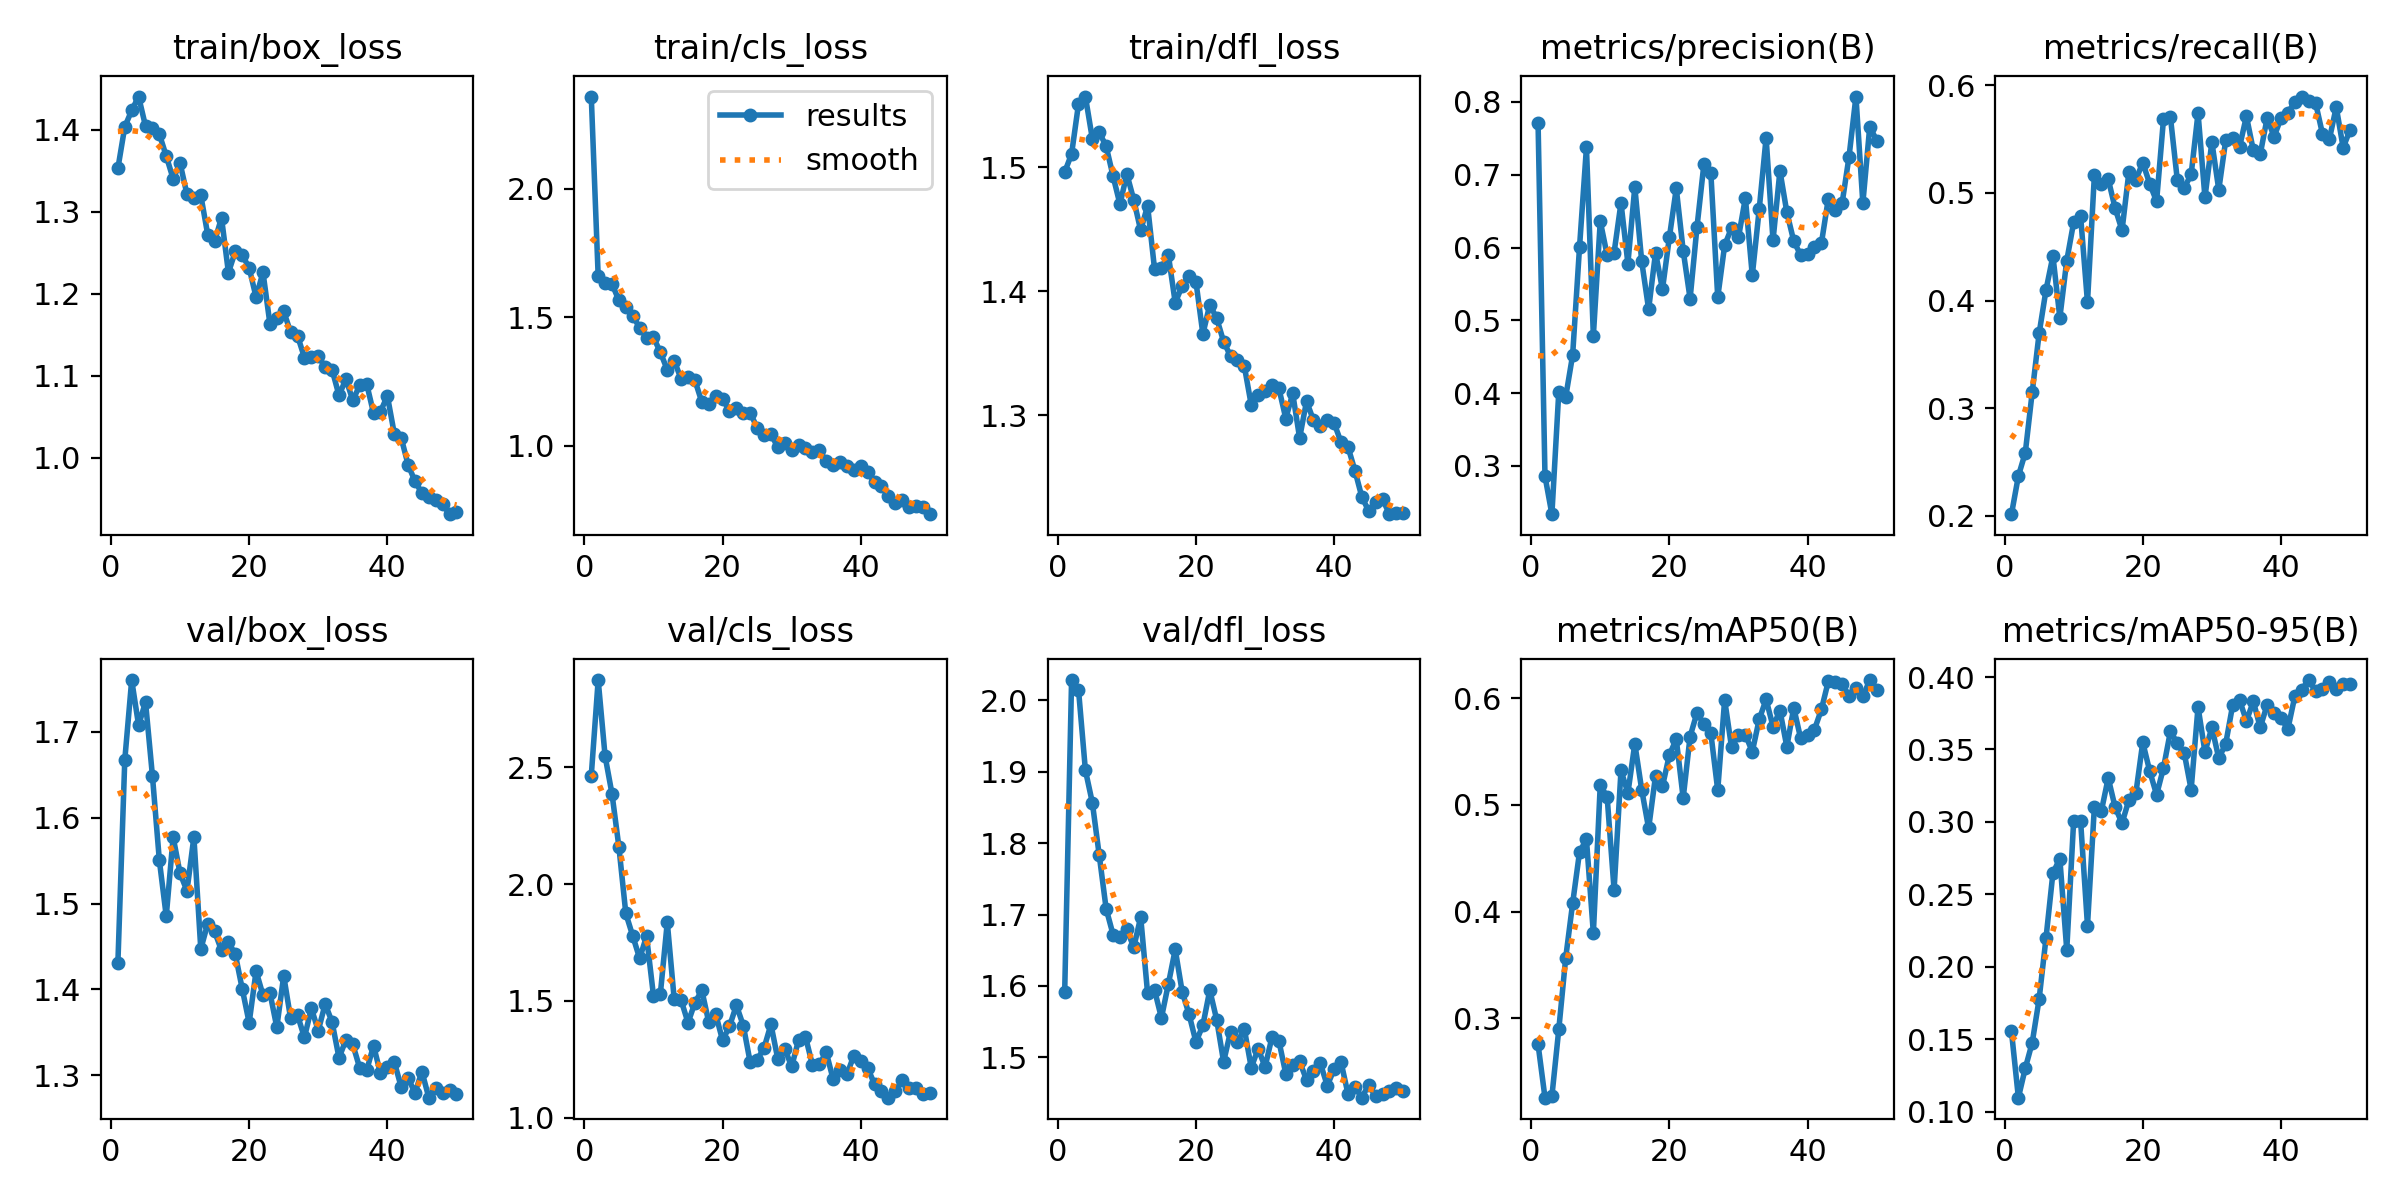 train/box_loss
train/cls_loss
train/dfl_loss
metrics/precision(B)
metrics/recall(B)
1.4
1.3
1.2
1.1
1.0
0 20 40
results
smooth
2.0
1.5
1.0
0 20 40
1.5
1.4
1.3
0 20 40
0.8
0.7
0.6
0.5
0.4
0.3
0 20 40
0.6
0.5
0.4
0.3
0.2
0 20 40
val/box_loss
val/cls_loss
val/dfl_loss
metrics/mAP50(B)
metrics/mAP50-95(B)
1.7
1.6
1.5
1.4
1.3
0 20 40
2.5
2.0
1.5
1.0
0 20 40
2.0
1.9
1.8
1.7
1.6
1.5
0 20 40
0.6
0.5
0.4
0.3
0 20 40
0.40
0.35
0.30
0.25
0.20
0.15
0.10
0 20 40